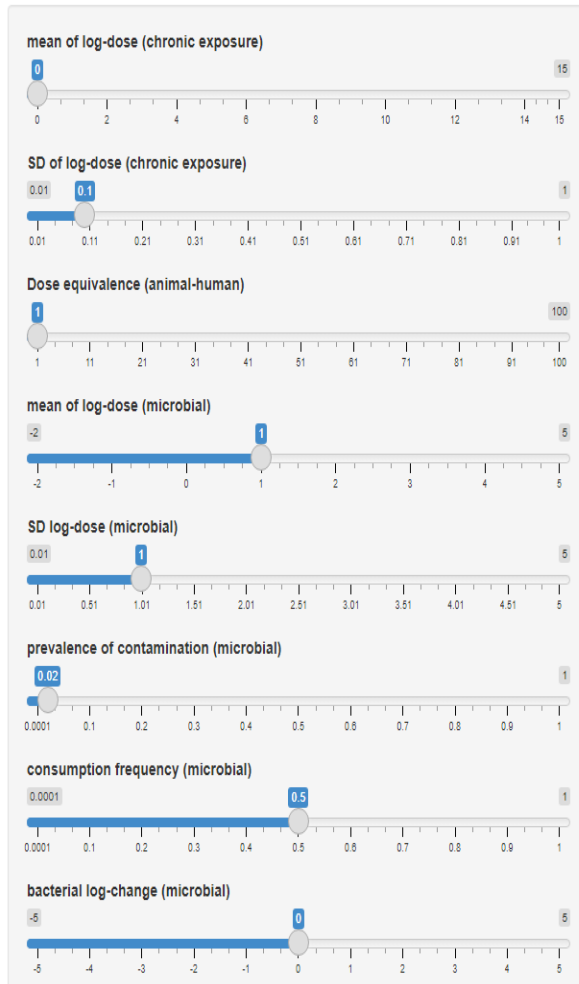 mean of log-dose (chronic exposure)
0 15
0 2 4 6 8 10 12 14 15
SD of log-dose (chronic exposure)
0.01 0.1 1
0.01 0.11 0.21 0.31 0.41 0.51 0.61 0.71 0.81 0.91 1
Dose equivalence (animal-human)
1 100
1 11 21 31 41 51 61 71 81 91 100
mean of log-dose (microbial)
-2 1 5
-2 -1 0 1 2 3 4 5
SD log-dose (microbial)
0.01 1 5
0.01 0.51 1.01 1.51 2.01 2.51 3.01 3.51 4.01 4.51 5
prevalence of contamination (microbial)
0.02 1
0.0001 0.1 0.2 0.3 0.4 0.5 0.6 0.7 0.8 0.9 1
consumption frequency (microbial)
0.0001 0.5 1
0.0001 0.1 0.2 0.3 0.4 0.5 0.6 0.7 0.8 0.9 1
bacterial log-change (microbial)
-5 0 5
-5 -4 -3 -2 -1 0 1 2 3 4 5